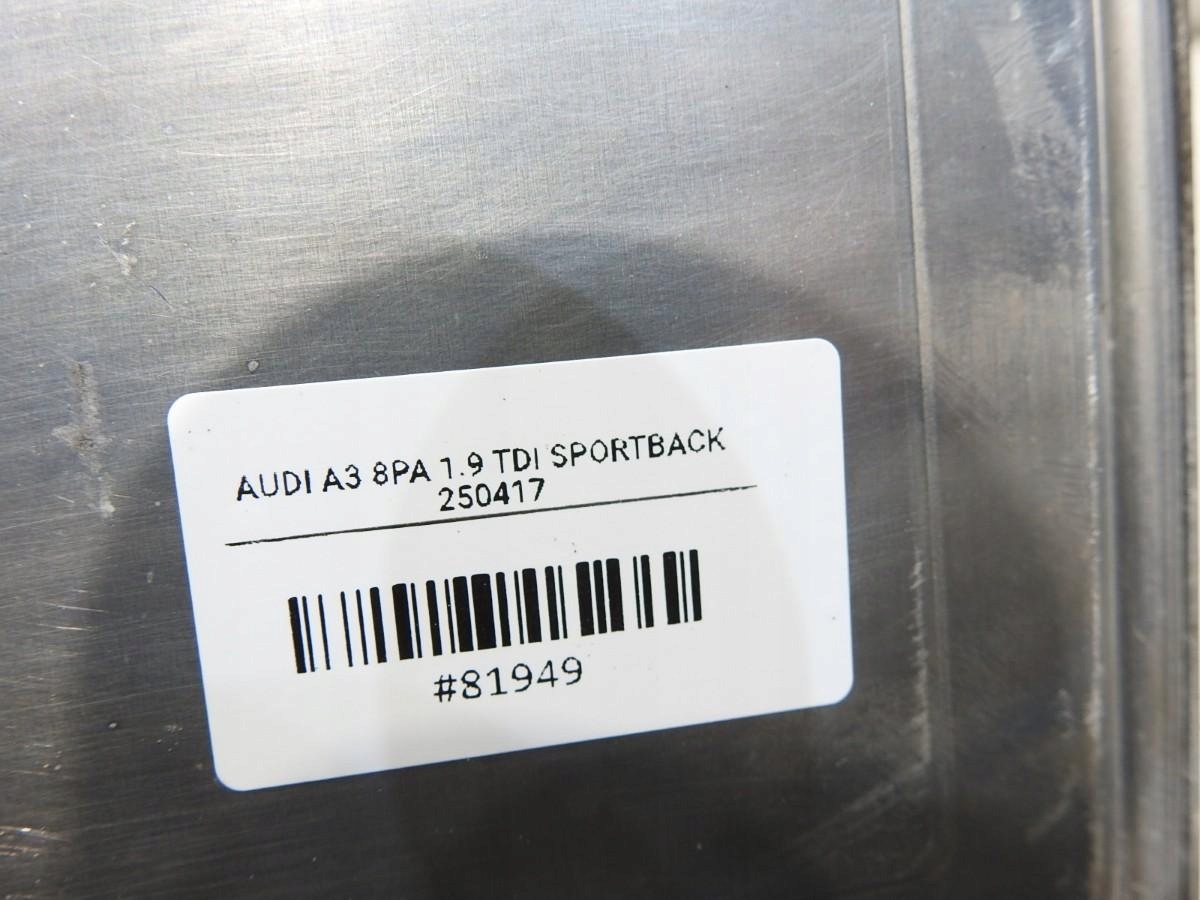 AUDI A3 8PA 1.9 TDI SPORTBACK
250417
#81949